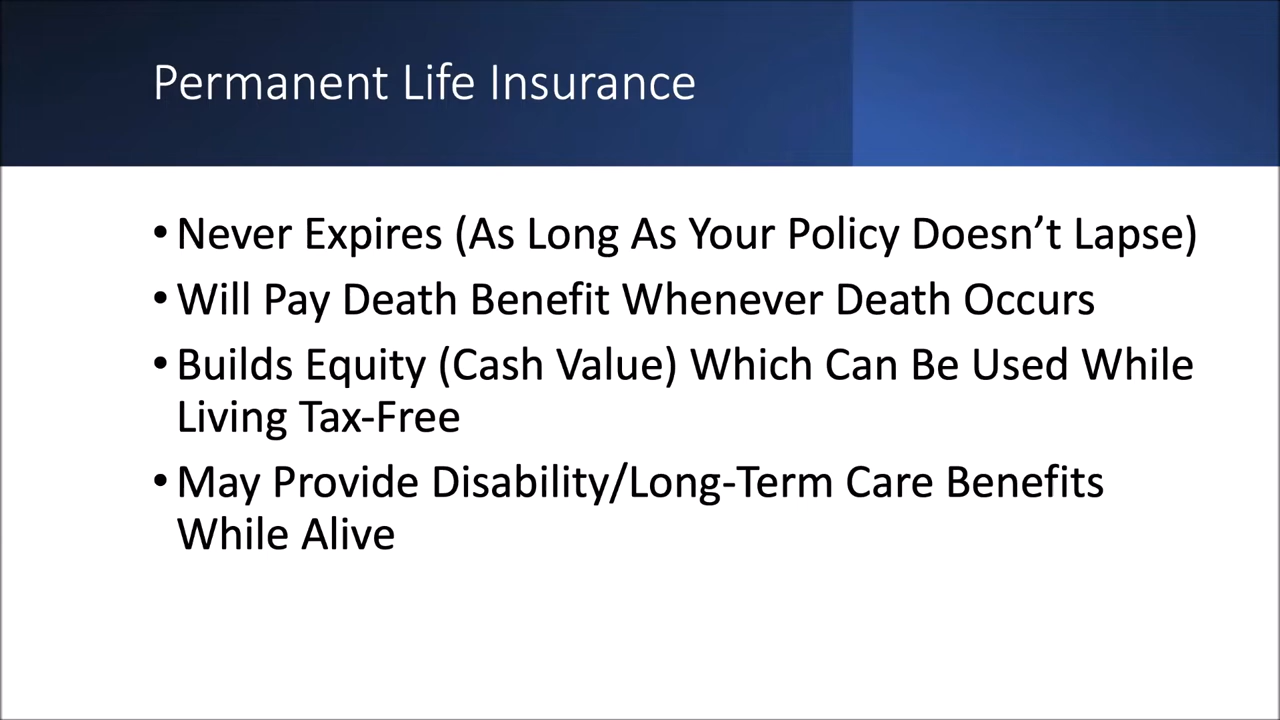 Permanent Life Insurance
• Never Expires (As Long As Your Policy Doesn’t Lapse)
• Will Pay Death Benefit Whenever Death Occurs
• Builds Equity (Cash Value) Which Can Be Used While
Living Tax-Free
• May Provide Disability/Long-Term Care Benefits
While Alive